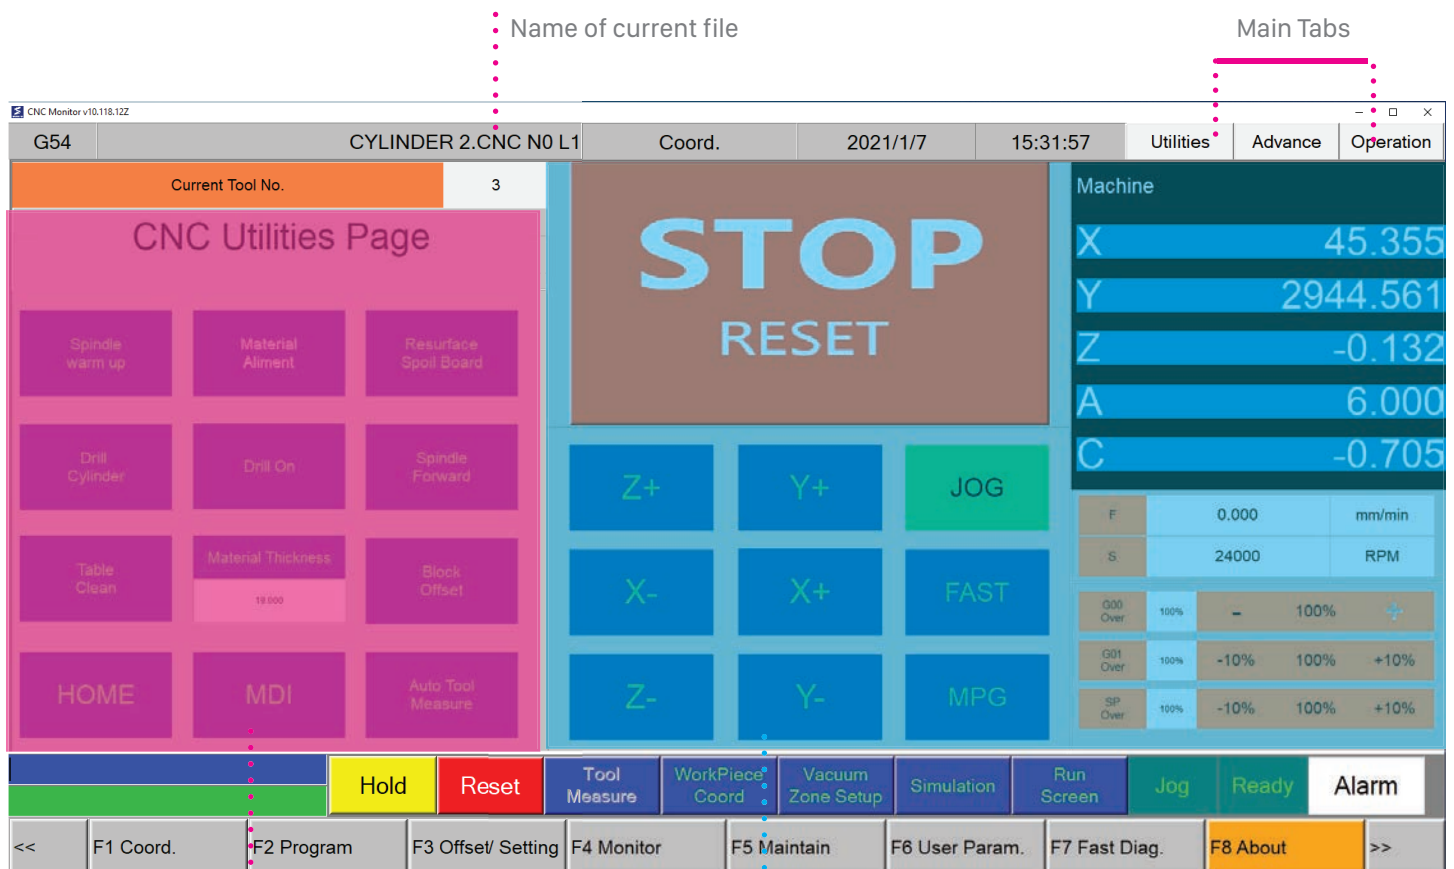 Name of current file
Main Tabs
CNC Monitor v10.118.12Z
G54
CYLINDER 2.CNC N0 L1
Coord.
2021/1/7
15:31:57
Utilities
Advance
Operation
Current Tool No.
3
CNC Utilities Page
Spindle
warm up
Material
Aliment
Resurface
Spoil Board
Drill
Cylinder
Drill On
Spindle
Forward
Table
Clean
Material Thickness
18.000
Block
Offset
HOME
MDI
Auto Tool
Measure
STOP
RESET
Z+
Y+
JOG
X-
X+
FAST
Z-
Y-
MPG
Machine
X 45.355
Y 2944.561
Z -0.132
A 6.000
C -0.705
F 0.000 mm/min
S 24000 RPM
G00
Over
100% - 100% +
G01
Over
100% -10% 100% +10%
SP
Over
100% -10% 100% +10%
Hold
Reset
Tool
Measure
WorkPiece
Coord
Vacuum
Zone Setup
Simulation
Run
Screen
Jog
Ready
Alarm
<<
F1 Coord.
F2 Program
F3 Offset/ Setting
F4 Monitor
F5 Maintain
F6 User Param.
F7 Fast Diag.
F8 About
>>